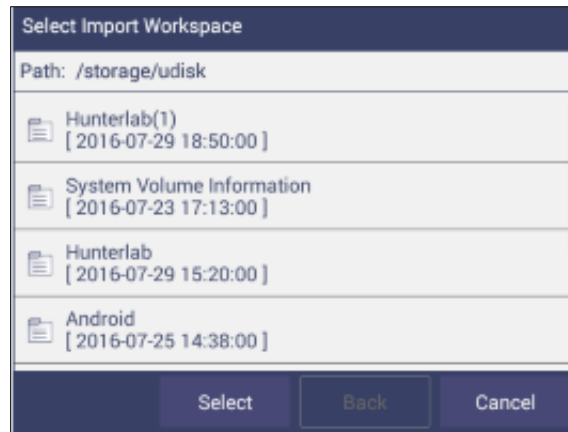 Select Import Workspace
Path: /storage/udisk
Hunterlab(1)
[ 2016-07-29 18:50:00 ]
System Volume Information
[ 2016-07-23 17:13:00 ]
Hunterlab
[ 2016-07-29 15:20:00 ]
Android
[ 2016-07-25 14:38:00 ]
Select Back Cancel